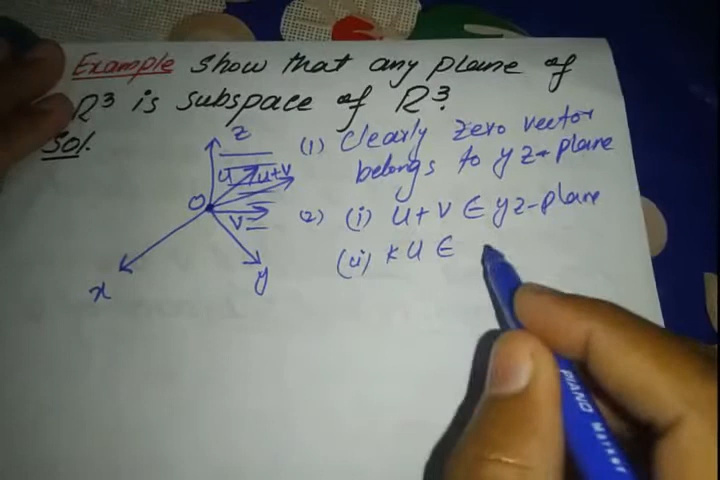 Example Show that any plane of
R³ is subspace of R³?
Sol.
z
(1) Clearly zero vector
belongs to yz-plane
u u+v
O
v
(2) (i) u+v ∈ yz-plane
(ii) ku ∈
x
y
PIANO